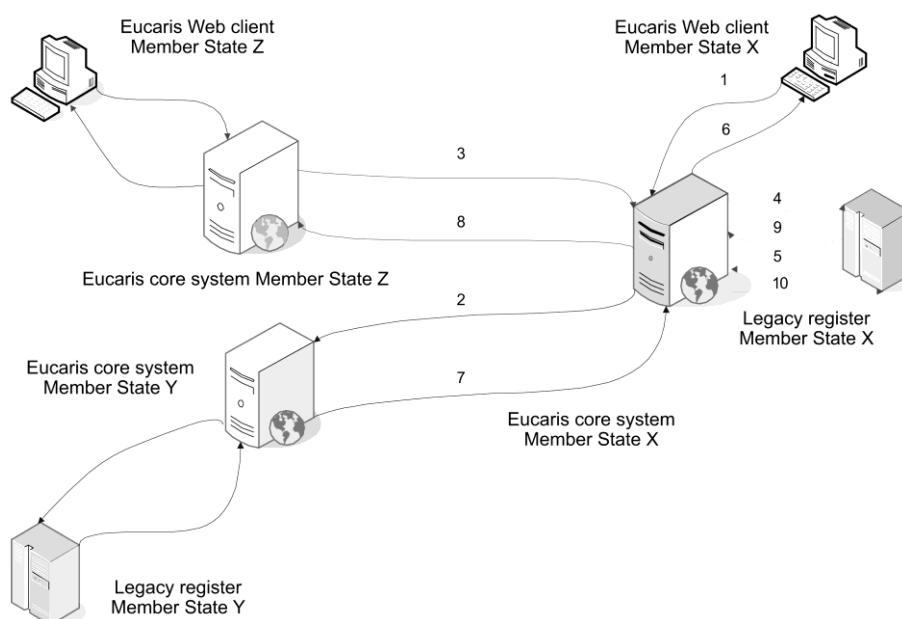 Eucaris Web client
Member State Z
Eucaris Web client
Member State X
1
6
3
4
8
9
5
10
Eucaris core system Member State Z
2
Legacy register
Member State X
Eucaris core system
Member State Y
7
Eucaris core system
Member State X
Legacy register
Member State Y